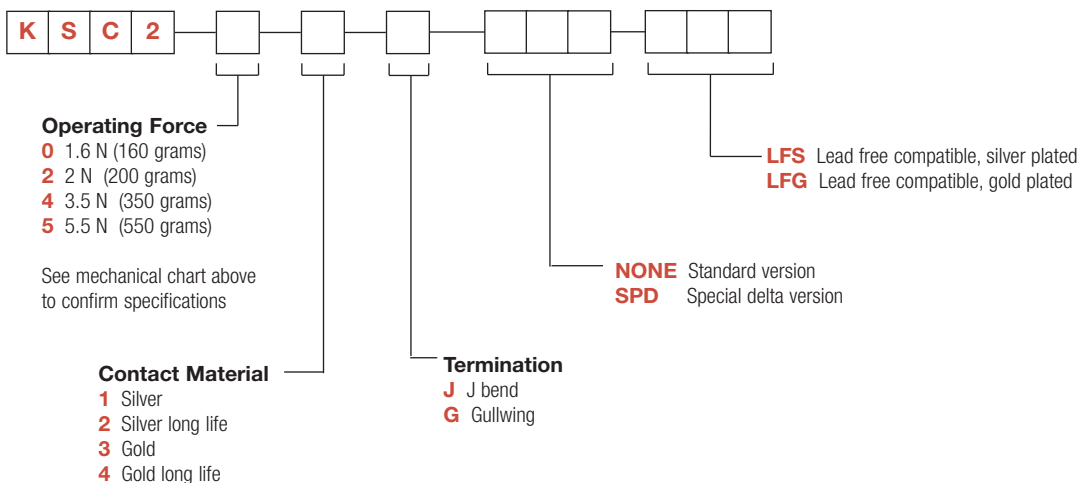 K S C 2
Operating Force
0 1.6 N (160 grams)
2 2 N (200 grams)
4 3.5 N (350 grams)
5 5.5 N (550 grams)
See mechanical chart above
to confirm specifications
Contact Material
1 Silver
2 Silver long life
3 Gold
4 Gold long life
Termination
J J bend
G Gullwing
NONE Standard version
SPD Special delta version
LFS Lead free compatible, silver plated
LFG Lead free compatible, gold plated